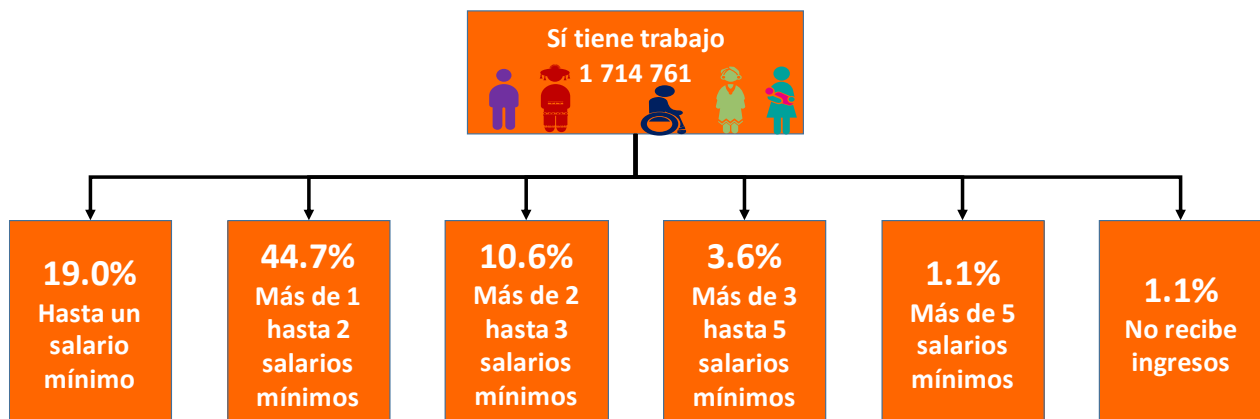 Sí tiene trabajo
1 714 761
19.0%
Hasta un
salario
mínimo
44.7%
Más de 1
hasta 2
salarios
mínimos
10.6%
Más de 2
hasta 3
salarios
mínimos
3.6%
Más de 3
hasta 5
salarios
mínimos
1.1%
Más de 5
salarios
mínimos
1.1%
No recibe
ingresos